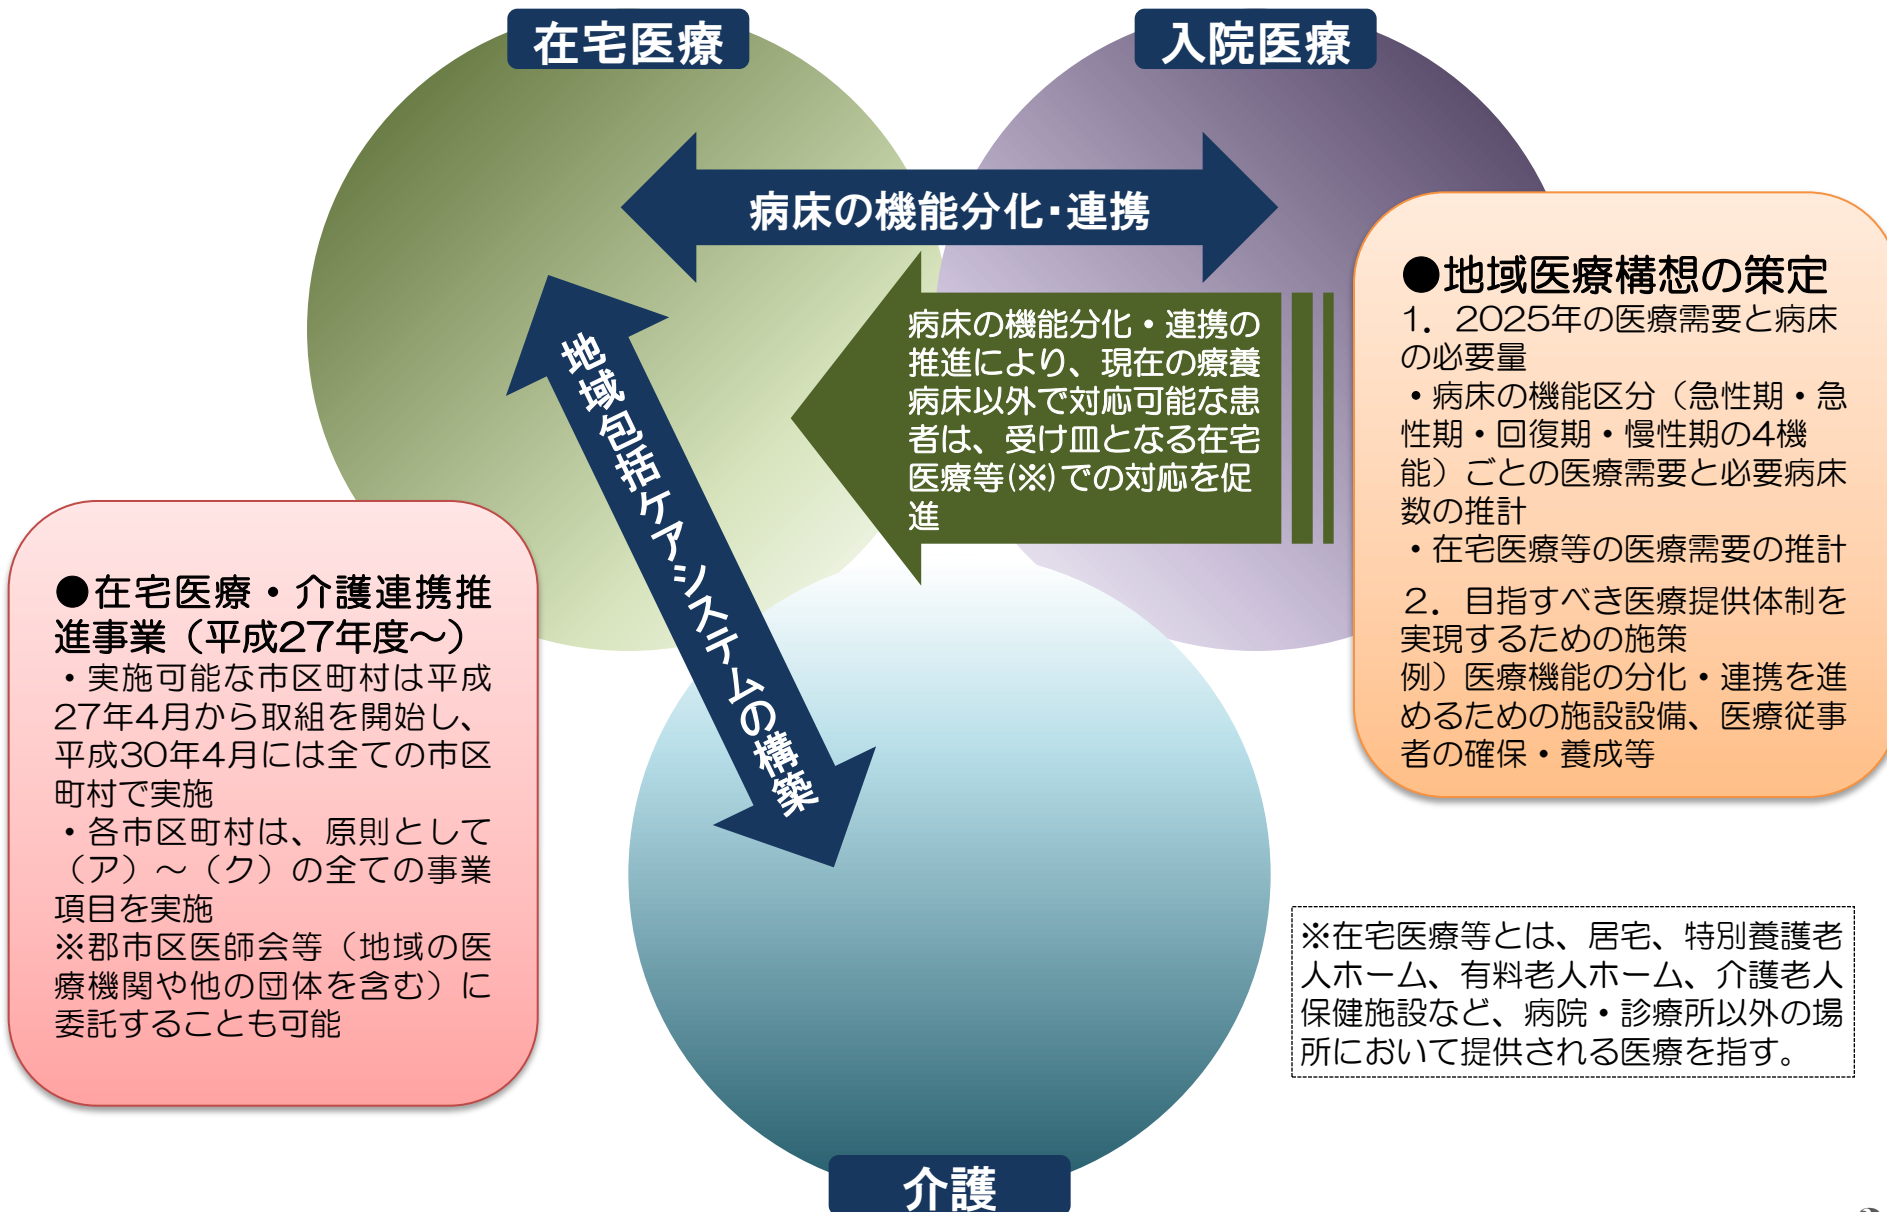 在宅医療
入院医療
病床の機能分化・連携
病床の機能分化・連携の
推進により、現在の療養
病床以外で対応可能な患
者は、受け皿となる在宅
医療等(※)での対応を促
進
地域包括ケアシステムの構築
●地域医療構想の策定
1．2025年の医療需要と病床
の必要量
・病床の機能区分（急性期・急
性期・回復期・慢性期の4機
能）ごとの医療需要と必要病床
数の推計
・在宅医療等の医療需要の推計
2．目指すべき医療提供体制を
実現するための施策
例）医療機能の分化・連携を進
めるための施設設備、医療従事
者の確保・養成等
●在宅医療・介護連携推
進事業（平成27年度～）
・実施可能な市区町村は平成
27年4月から取組を開始し、
平成30年4月には全ての市区
町村で実施
・各市区町村は、原則として
（ア）～（ク）の全ての事業
項目を実施
※郡市区医師会等（地域の医
療機関や他の団体を含む）に
委託することも可能
※在宅医療等とは、居宅、特別養護老
人ホーム、有料老人ホーム、介護老人
保健施設など、病院・診療所以外の場
所において提供される医療を指す。
介護